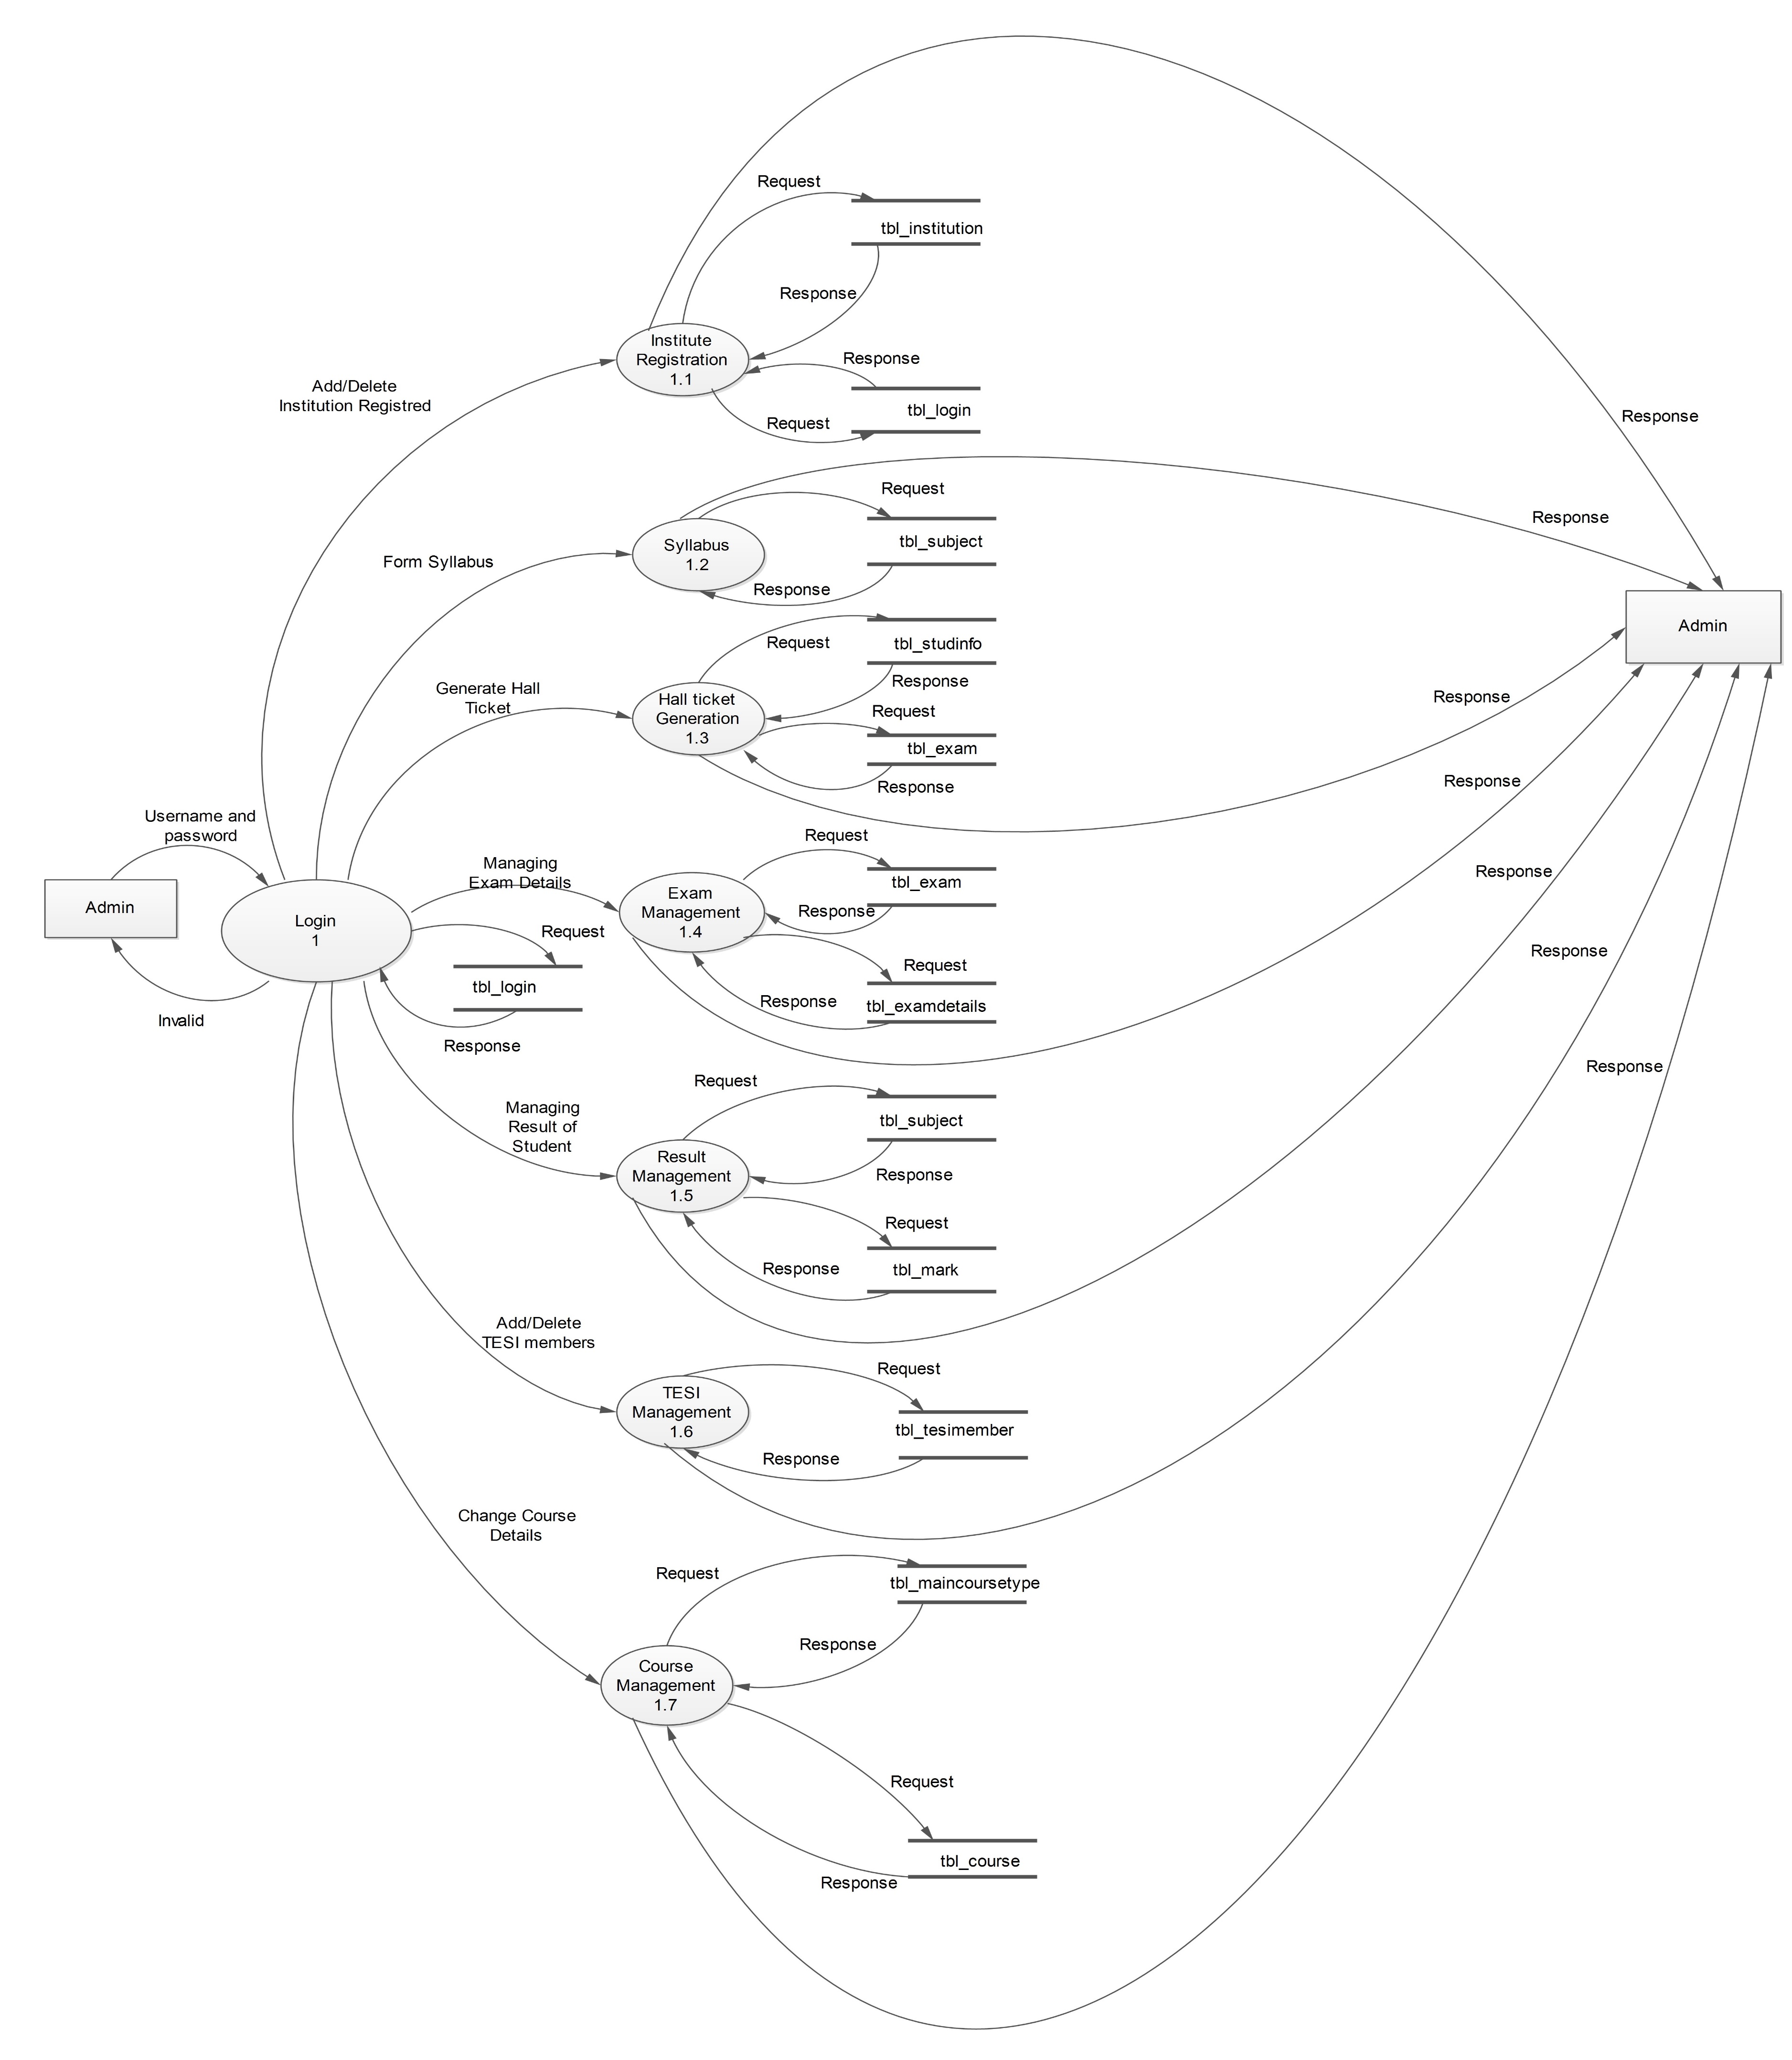 Request
tbl_institution
Response
Institute
Registration
1.1
Response
Add/Delete
Institution Registred
tbl_login
Request
Response
Request
Response
Syllabus
1.2
tbl_subject
Form Syllabus
Response
Admin
Request
tbl_studinfo
Response
Generate Hall
Ticket
Hall ticket
Generation
1.3
Response
Request
tbl_exam
Response
Response
Username and
password
Request
Managing
Exam Details
tbl_exam
Response
Admin
Login
1
Exam
Management
1.4
Response
Request
Response
Request
tbl_login
Response
tbl_examdetails
Invalid
Response
Response
Request
Managing
Result of
Student
tbl_subject
Result
Management
1.5
Response
Request
Response
tbl_mark
Add/Delete
TESI members
Request
TESI
Management
1.6
tbl_tesimember
Response
Change Course
Details
Request
tbl_maincoursetype
Response
Course
Management
1.7
Request
tbl_course
Response